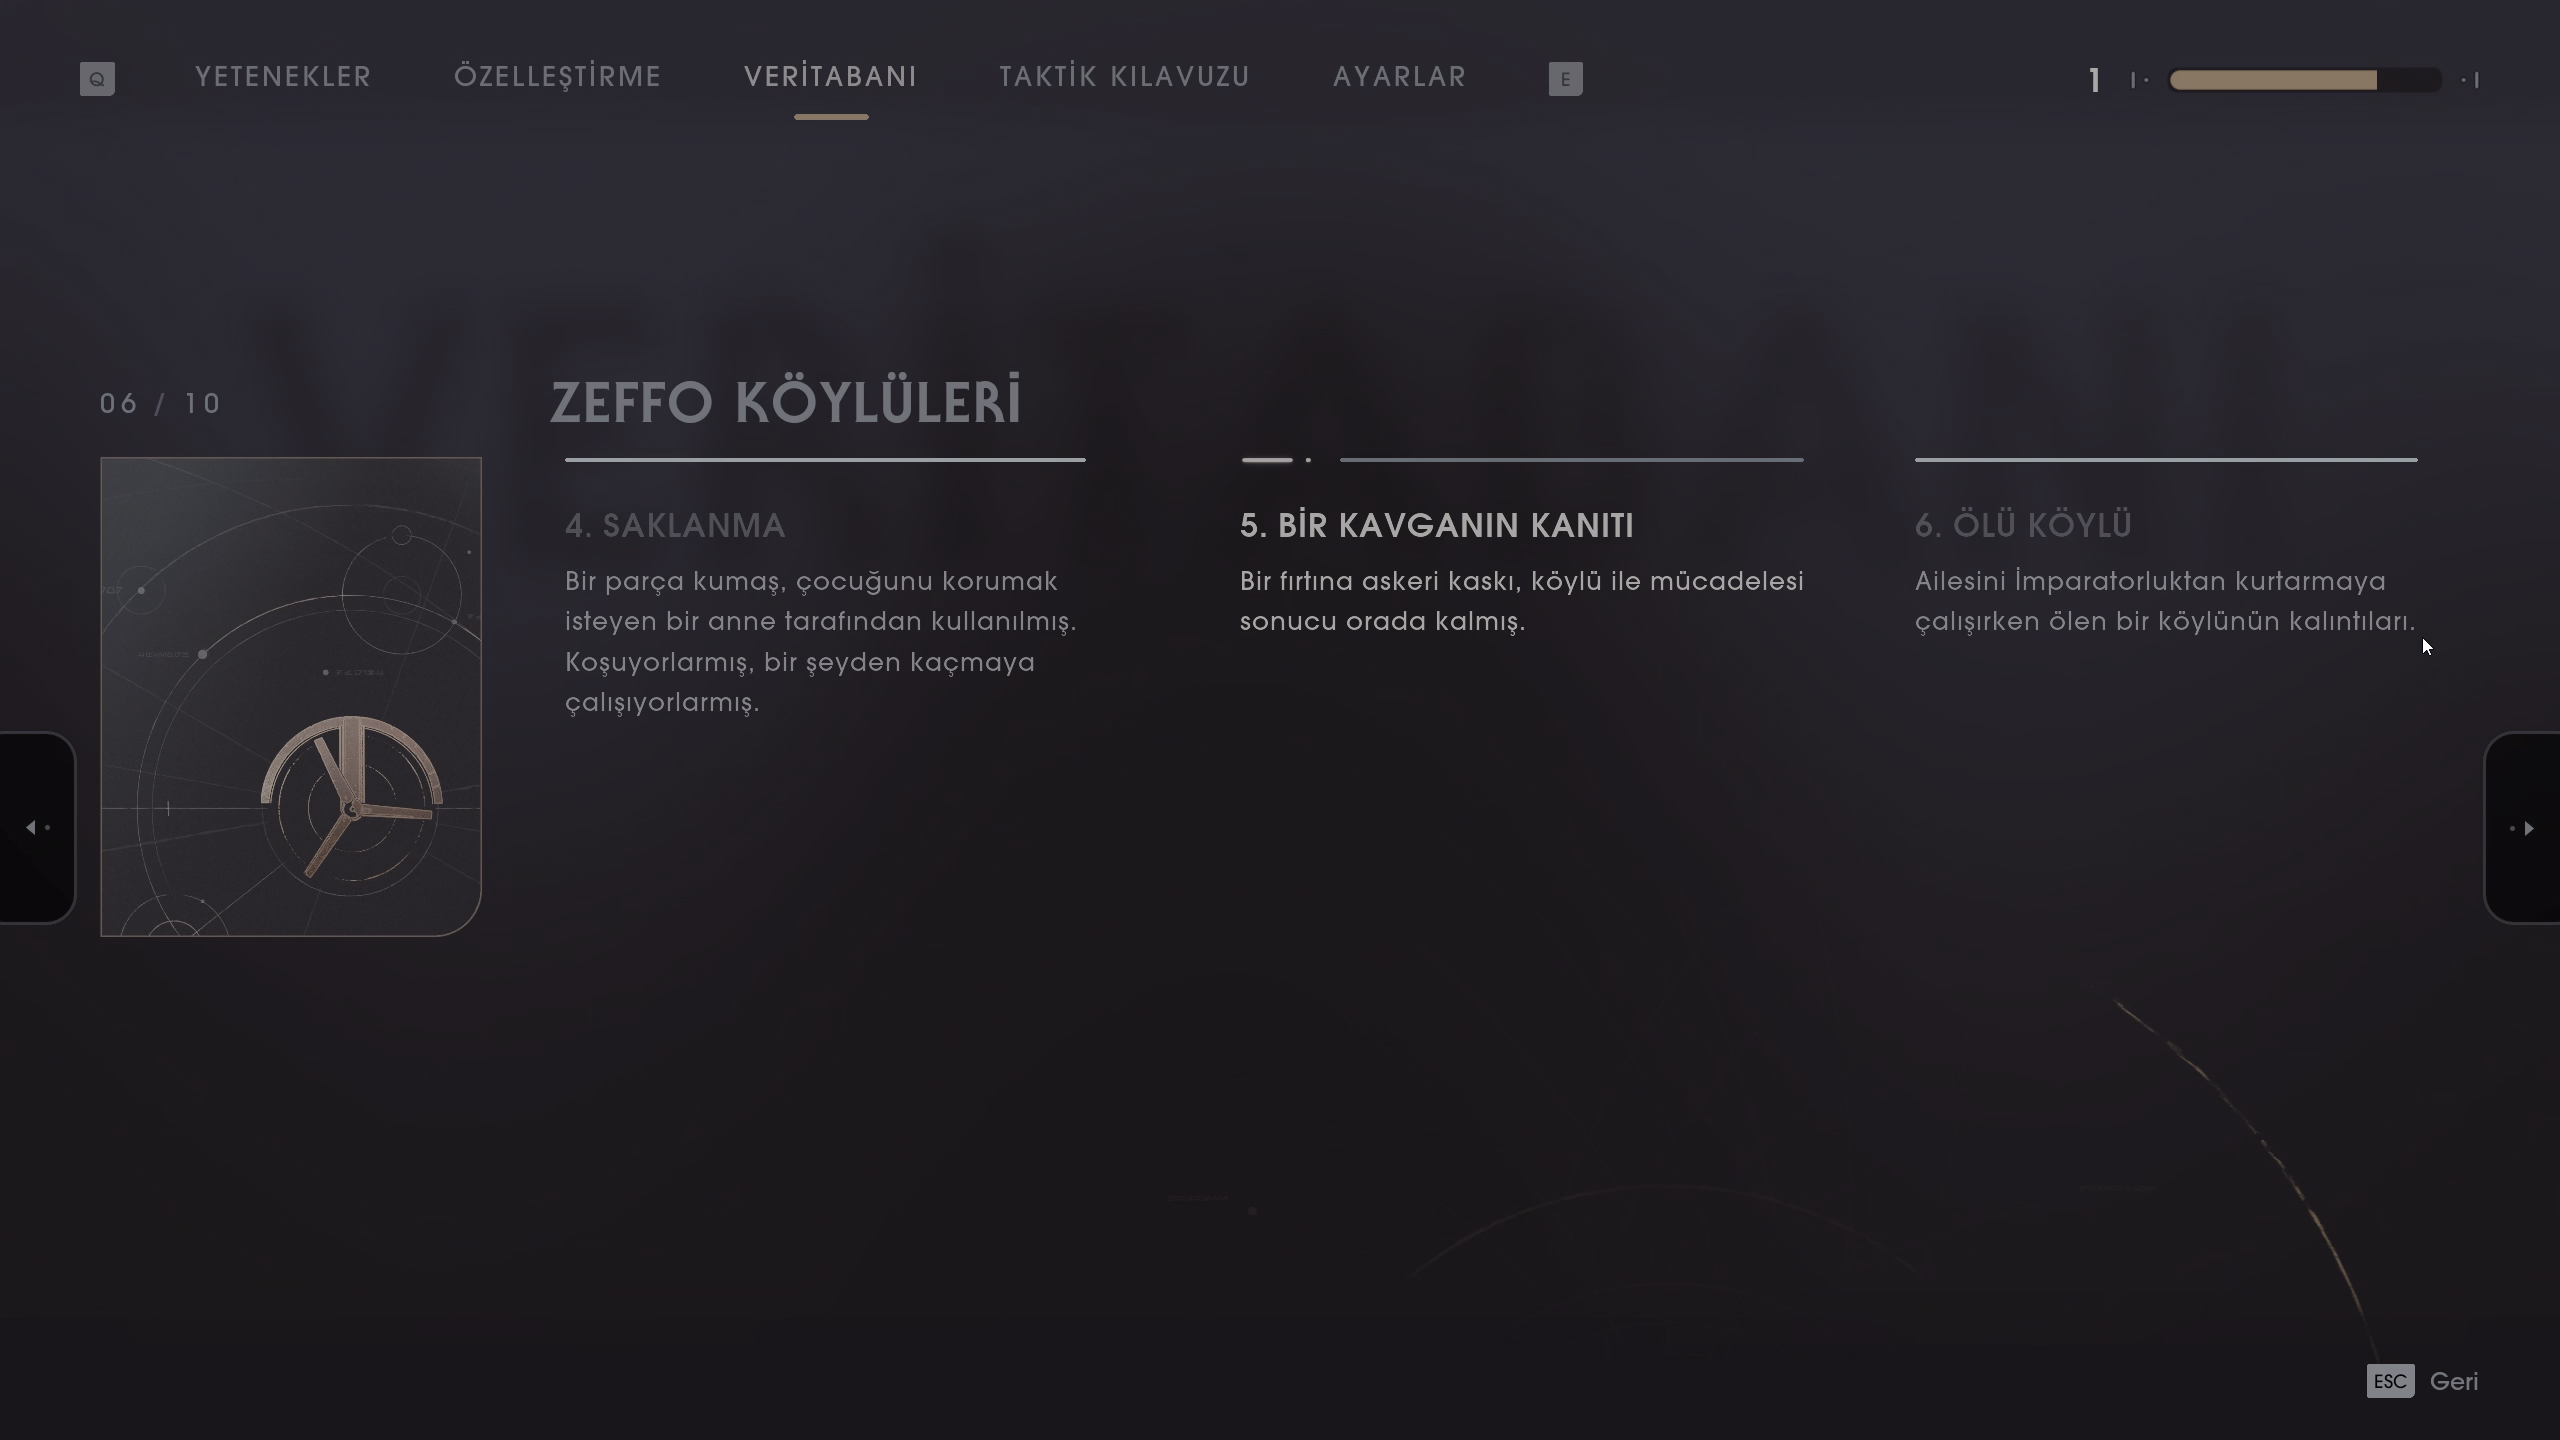 Q YETENEKLER ÖZELLEŞTİRME VERİTABANI TAKTİK KILAVUZU AYARLAR E 1
06 / 10
ZEFFO KÖYLÜLERİ
4. SAKLANMA
Bir parça kumaş, çocuğunu korumak
isteyen bir anne tarafından kullanılmış.
Koşuyorlarmış, bir şeyden kaçmaya
çalışıyorlarmış.
5. BİR KAVGANIN KANITI
Bir fırtına askeri kaskı, köylü ile mücadelesi
sonucu orada kalmış.
6. ÖLÜ KÖYLÜ
Ailesini İmparatorluktan kurtarmaya
çalışırken ölen bir köylünün kalıntıları.
ESC Geri